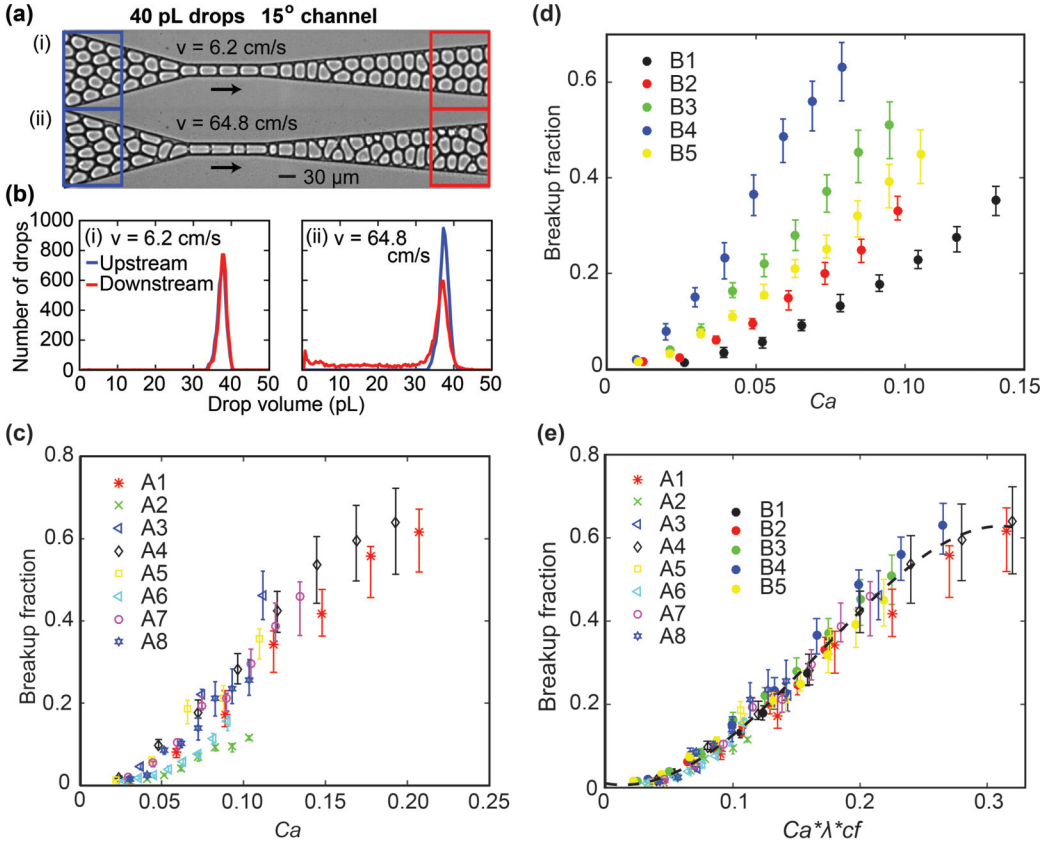 (a)
40 pL drops 15° channel
(i)
v = 6.2 cm/s
(ii)
v = 64.8 cm/s
30 µm
(b)
Number of drops
1000
800
600
400
200
0
(i) v = 6.2 cm/s
Upstream
Downstream
(ii) v = 64.8
cm/s
0 10 20 30 40 50
0 10 20 30 40 50
Drop volume (pL)
(c)
Breakup fraction
0.8
0.6
0.4
0.2
0
A1
A2
A3
A4
A5
A6
A7
A8
0 0.05 0.10 0.15 0.20 0.25
Ca
(d)
Breakup fraction
0.6
0.4
0.2
0
B1
B2
B3
B4
B5
0 0.05 0.10 0.15
Ca
(e)
Breakup fraction
0.8
0.6
0.4
0.2
0
A1
A2
A3
A4
A5
A6
A7
A8
B1
B2
B3
B4
B5
0 0.1 0.2 0.3
Ca*λ*cf